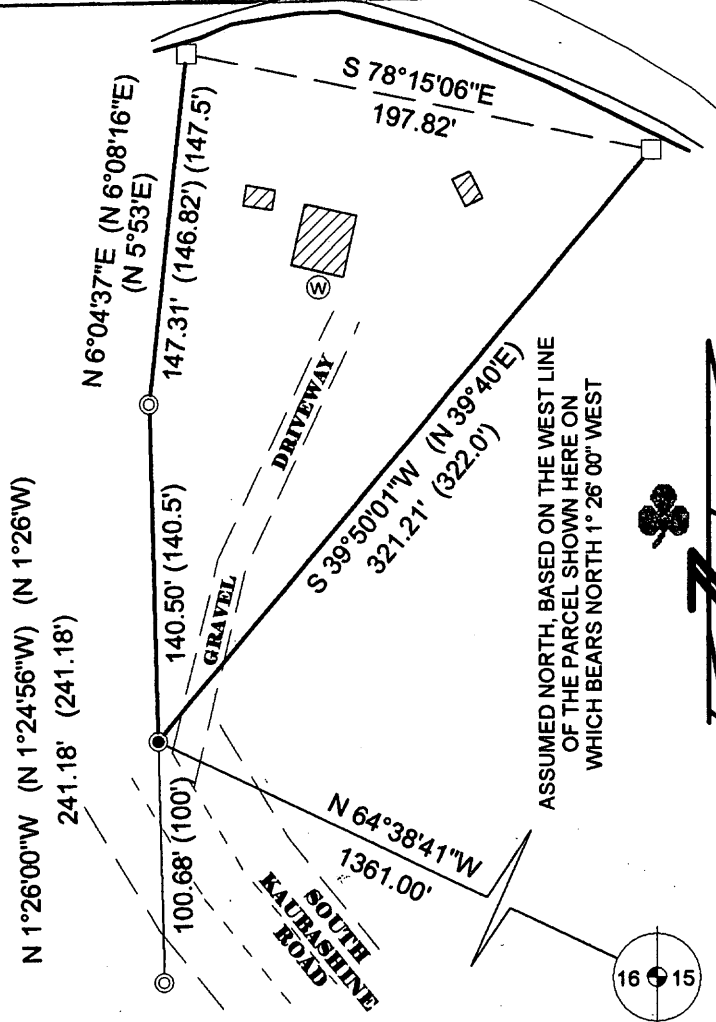 S 78°15'06"E
197.82'
N 6°04'37"E (N 6°08'16"E)
(N 5°53'E)
147.31' (146.82') (147.5')
W
DRIVEWAY
GRAVEL
140.50' (140.5')
N 1°26'00"W (N 1°24'56"W) (N 1°26'W)
241.18' (241.18')
S 39°50'01"W (N 39°40'E)
321.21' (322.0')
ASSUMED NORTH, BASED ON THE WEST LINE
OF THE PARCEL SHOWN HERE ON
WHICH BEARS NORTH 1° 26' 00" WEST
100.68' (100')
N 64°38'41"W
1361.00'
SOUTH
KAUBASHINE
ROAD
16 15